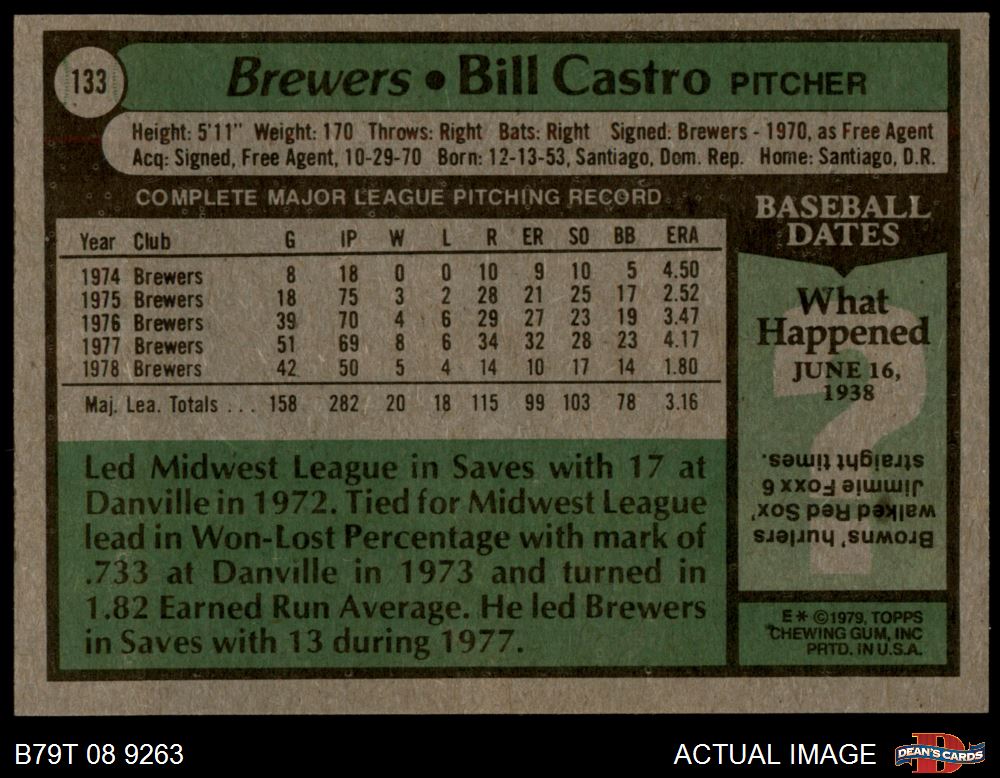 133
Brewers • Bill Castro PITCHER
Height: 5'11" Weight: 170 Throws: Right Bats: Right Signed: Brewers - 1970, as Free Agent
Acq: Signed, Free Agent, 10-29-70 Born: 12-13-53, Santiago, Dom. Rep. Home: Santiago, D.R.
COMPLETE MAJOR LEAGUE PITCHING RECORD
Year Club G IP W L R ER SO BB ERA
1974 Brewers 8 18 0 0 10 9 10 5 4.50
1975 Brewers 18 75 3 2 28 21 25 17 2.52
1976 Brewers 39 70 4 6 29 27 23 19 3.47
1977 Brewers 51 69 8 6 34 32 28 23 4.17
1978 Brewers 42 50 5 4 14 10 17 14 1.80
Maj. Lea. Totals . . . 158 282 20 18 115 99 103 78 3.16
Led Midwest League in Saves with 17 at
Danville in 1972. Tied for Midwest League
lead in Won-Lost Percentage with mark of
.733 at Danville in 1973 and turned in
1.82 Earned Run Average. He led Brewers
in Saves with 13 during 1977.
BASEBALL
DATES
What
Happened
JUNE 16,
1938
?
Browns' hurlers
walked Red Sox'
Jimmie Foxx 6
straight times.
E * ©1979, TOPPS
CHEWING GUM, INC
PRTD. IN U.S.A.
B79T 08 9263
ACTUAL IMAGE
D
DEAN'S CARDS